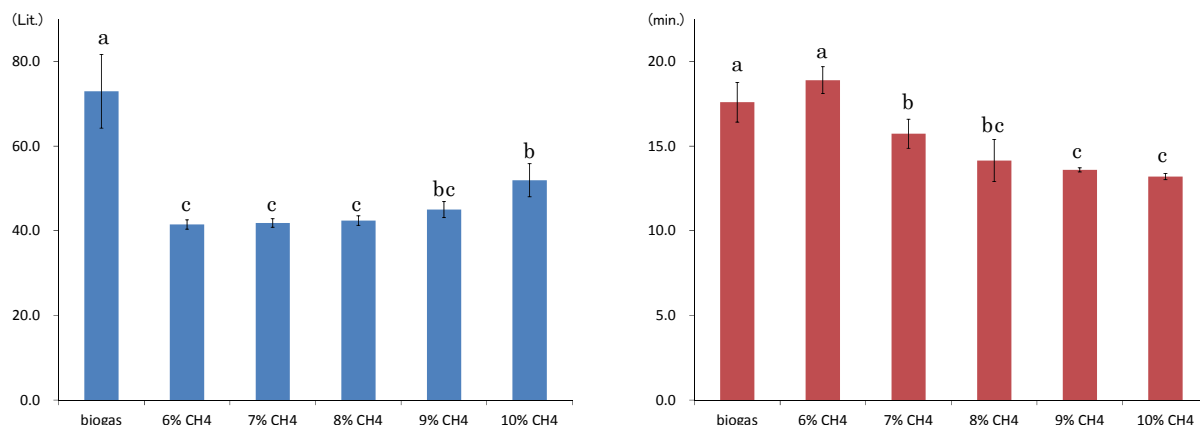 (Lit.)
80.0
60.0
40.0
20.0
0.0
a
c
c
c
bc
b
biogas 6% CH4 7% CH4 8% CH4 9% CH4 10% CH4
(min.)
20.0
15.0
10.0
5.0
0.0
a
a
b
bc
c
c
biogas 6% CH4 7% CH4 8% CH4 9% CH4 10% CH4